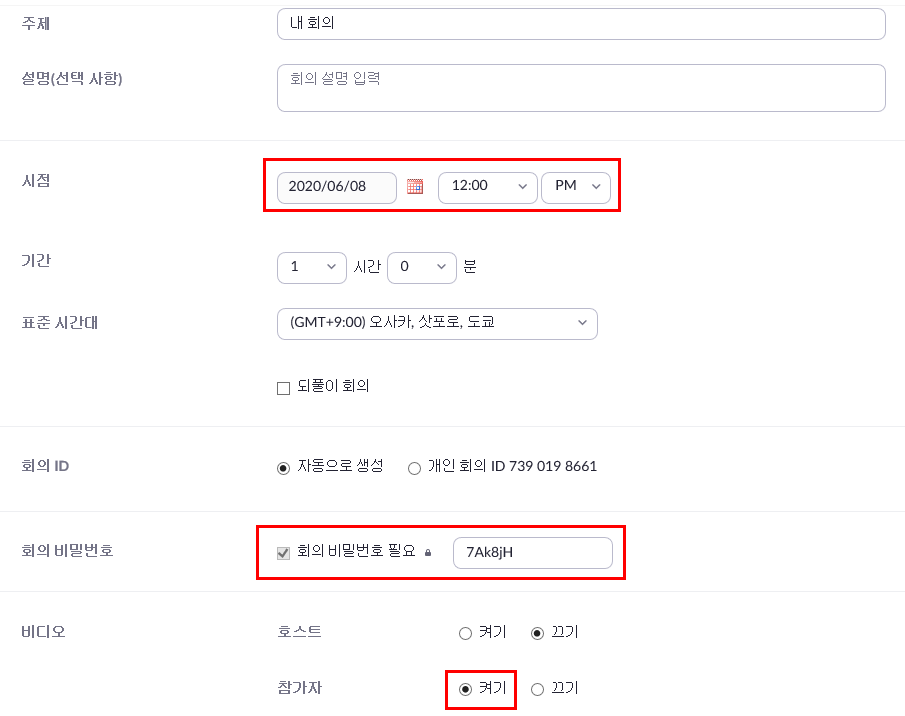 주제 내 회의
설명(선택 사항) 회의 설명 입력
시점 2020/06/08 12:00 PM
기간 1 시간 0 분
표준 시간대 (GMT+9:00) 오사카, 삿포로, 도쿄
되풀이 회의
회의 ID 자동으로 생성 개인 회의 ID 739 019 8661
회의 비밀번호 회의 비밀번호 필요 7Ak8jH
비디오 호스트 켜기 끄기
참가자 켜기 끄기